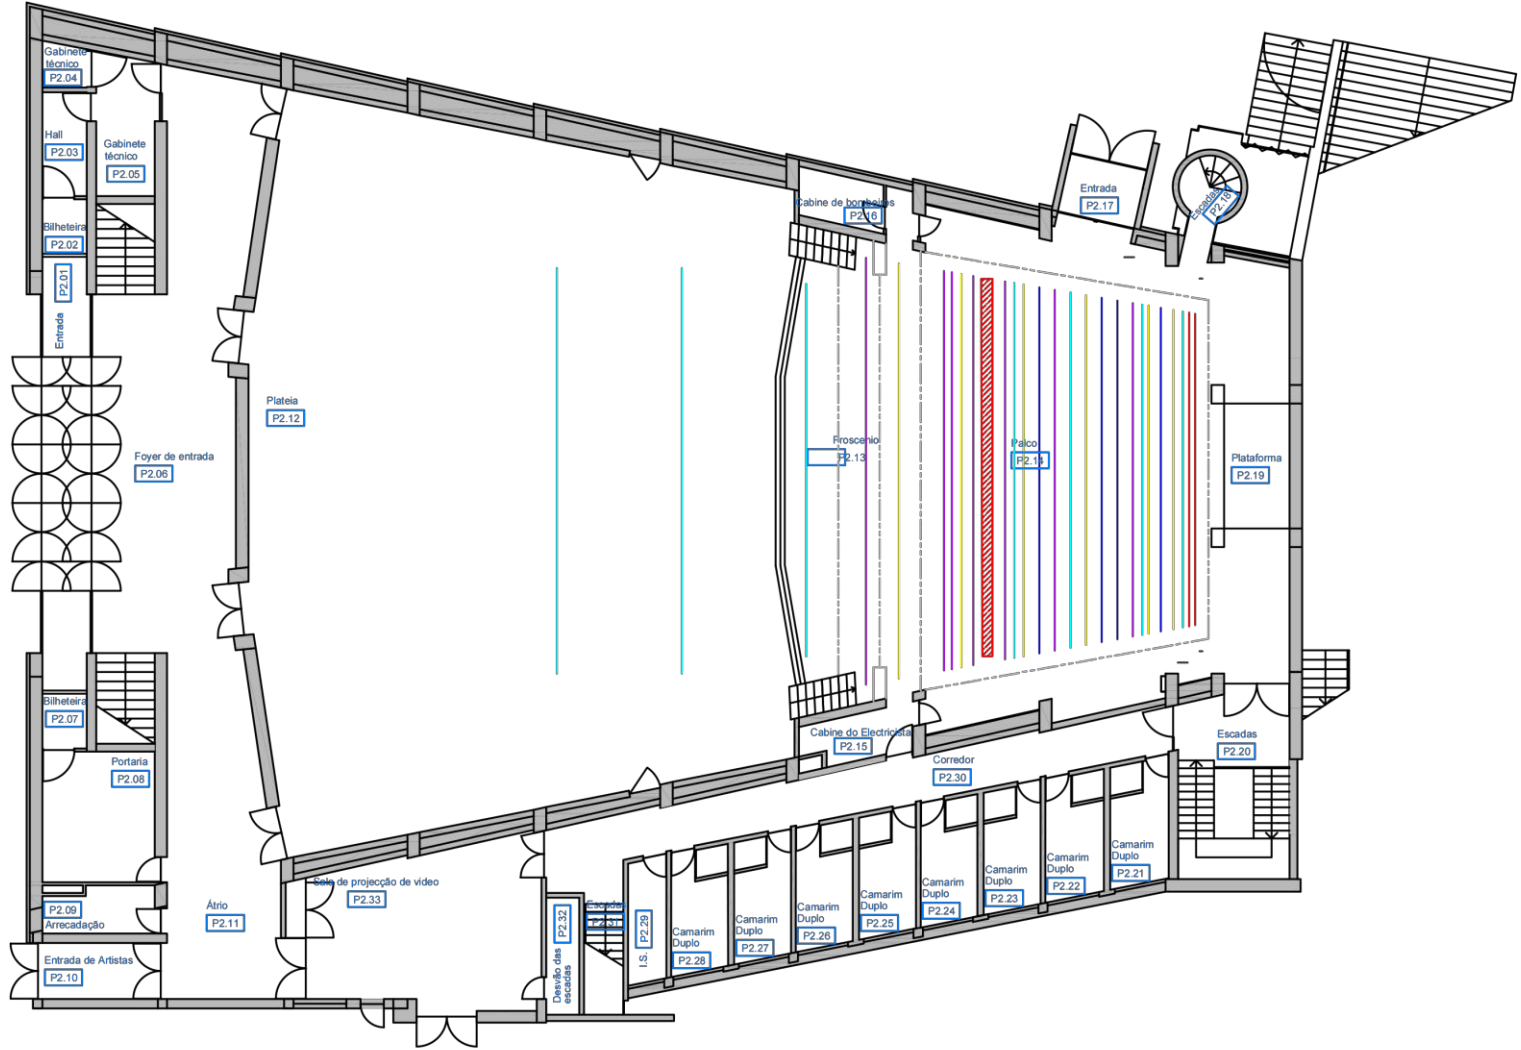 Gabinete
técnico
P2.04
Hall
P2.03
Gabinete
técnico
P2.05
Bilheteira
P2.02
P2.01
Entrada
Foyer de entrada
P2.06
Plateia
P2.12
Bilheteira
P2.07
Portaria
P2.08
P2.09
Arrecadação
Entrada de Artistas
P2.10
Átrio
P2.11
Sala de projecção de video
P2.33
Desvão das
escadas
P2.32
Escadas
P2.31
I.S.
P2.29
Camarim
Duplo
P2.28
Camarim
Duplo
P2.27
Camarim
Duplo
P2.26
Camarim
Duplo
P2.25
Camarim
Duplo
P2.24
Camarim
Duplo
P2.23
Camarim
Duplo
P2.22
Camarim
Duplo
P2.21
Corredor
P2.30
Cabine do Electricista
P2.15
Cabine de bombeiros
P2.16
Proscenio
P2.13
Palco
P2.14
Entrada
P2.17
Escadas
P2.18
Plataforma
P2.19
Escadas
P2.20